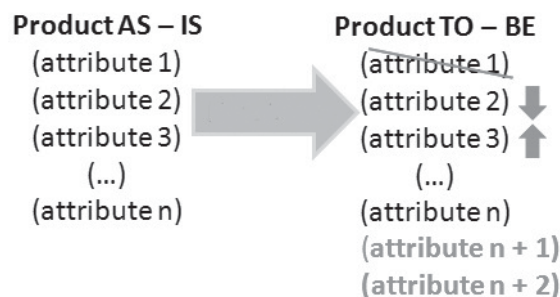 Product AS – IS
(attribute 1)
(attribute 2)
(attribute 3)
(...)
(attribute n)
Product TO – BE
(attribute 1)
(attribute 2)
(attribute 3)
(...)
(attribute n)
(attribute n + 1)
(attribute n + 2)